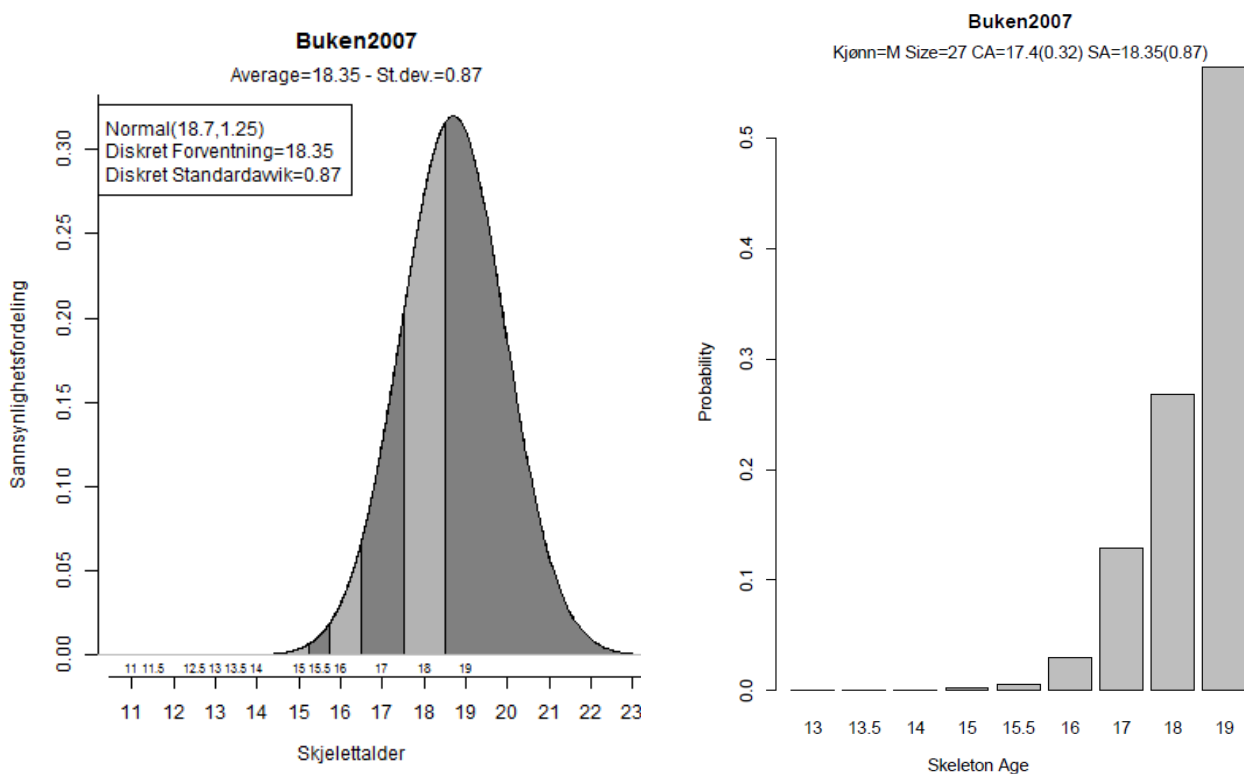 Buken2007
Average=18.35 - St.dev.=0.87
Normal(18.7,1.25)
Diskret Forventning=18.35
Diskret Standardavvik=0.87
Sannsynlighetsfordeling
0.30
0.25
0.20
0.15
0.10
0.05
0.00
11 11.5 12.5 13 13.5 14 15 15.5 16 17 18 19
11 12 13 14 15 16 17 18 19 20 21 22 23
Skjelettalder
Buken2007
Kjønn=M Size=27 CA=17.4(0.32) SA=18.35(0.87)
Probability
0.5
0.4
0.3
0.2
0.1
0.0
13 13.5 14 15 15.5 16 17 18 19
Skeleton Age